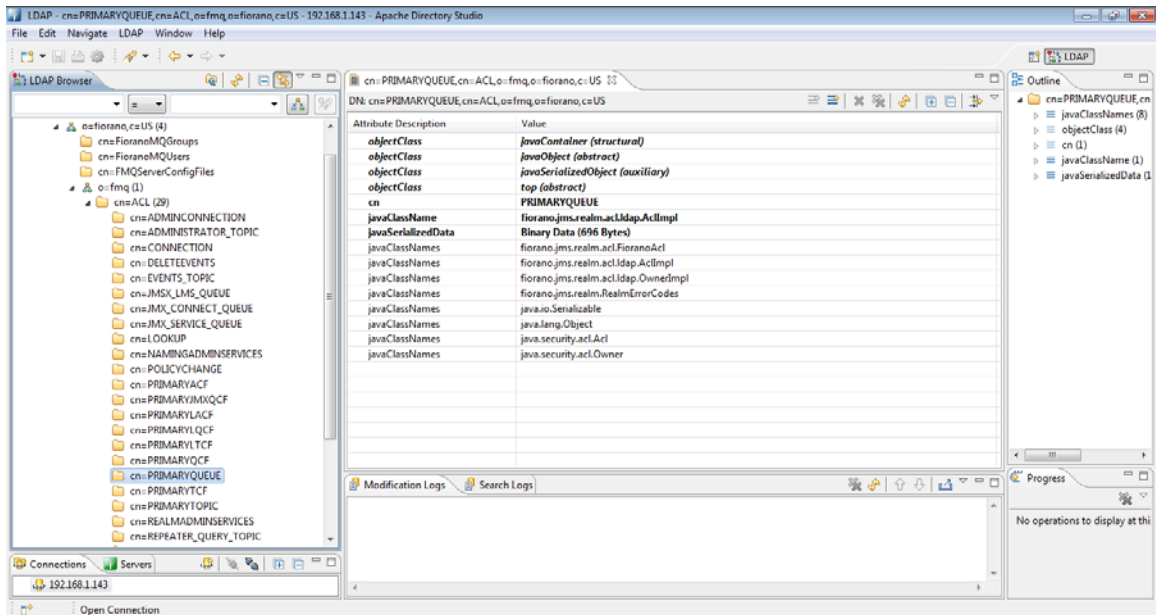 LDAP - cn=PRIMARYQUEUE,cn=ACL,o=fmq,o=fiorano,c=US - 192.168.1.143 - Apache Directory Studio
File Edit Navigate LDAP Window Help
LDAP
LDAP Browser
=
o=fiorano,c=US (4)
cn=FioranoMQGroups
cn=FioranoMQUsers
cn=FMQServerConfigFiles
o=fmq (1)
cn=ACL (29)
cn=ADMINCONNECTION
cn=ADMINISTRATOR_TOPIC
cn=CONNECTION
cn=DELETEEVENTS
cn=EVENTS_TOPIC
cn=JMSX_LMS_QUEUE
cn=JMX_CONNECT_QUEUE
cn=JMX_SERVICE_QUEUE
cn=LOOKUP
cn=NAMINGADMINSERVICES
cn=POLICYCHANGE
cn=PRIMARYACF
cn=PRIMARYJMXQCF
cn=PRIMARYLACF
cn=PRIMARYLQCF
cn=PRIMARYLTCF
cn=PRIMARYQCF
cn=PRIMARYQUEUE
cn=PRIMARYTCF
cn=PRIMARYTOPIC
cn=REALMADMINSERVICES
cn=REPEATER_QUERY_TOPIC
Connections Servers
192.168.1.143
Open Connection
cn=PRIMARYQUEUE,cn=ACL,o=fmq,o=fiorano,c=US
DN: cn=PRIMARYQUEUE,cn=ACL,o=fmq,o=fiorano,c=US
Attribute Description Value
objectClass javaContainer (structural)
objectClass javaObject (abstract)
objectClass javaSerializedObject (auxiliary)
objectClass top (abstract)
cn PRIMARYQUEUE
javaClassName fiorano.jms.realm.acl.ldap.AclImpl
javaSerializedData Binary Data (696 Bytes)
javaClassNames fiorano.jms.realm.acl.FioranoAcl
javaClassNames fiorano.jms.realm.acl.ldap.AclImpl
javaClassNames fiorano.jms.realm.acl.ldap.OwnerImpl
javaClassNames fiorano.jms.realm.RealmErrorCodes
javaClassNames java.io.Serializable
javaClassNames java.lang.Object
javaClassNames java.security.acl.Acl
javaClassNames java.security.acl.Owner
Modification Logs Search Logs
Outline
cn=PRIMARYQUEUE,cn
javaClassNames (8)
objectClass (4)
cn (1)
javaClassName (1)
javaSerializedData (1
Progress
No operations to display at thi